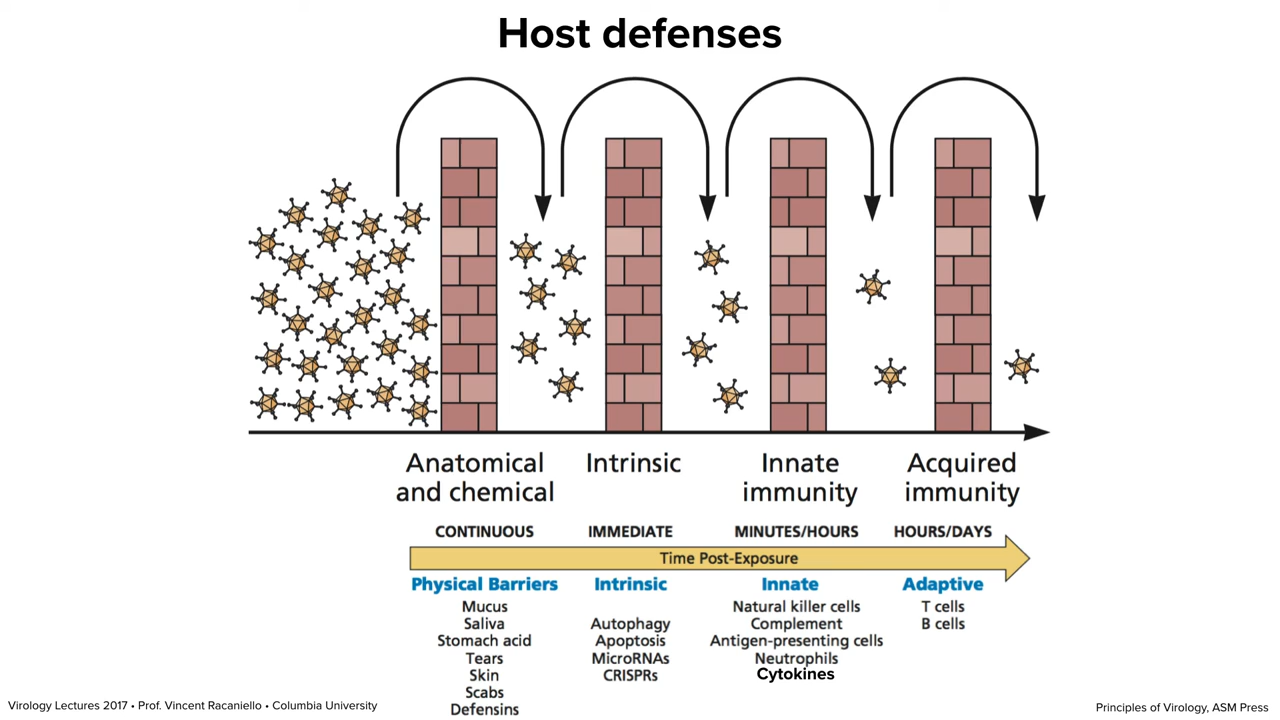 Host defenses
Anatomical
and chemical
Intrinsic
Innate
immunity
Acquired
immunity
CONTINUOUS
IMMEDIATE
MINUTES/HOURS
HOURS/DAYS
Time Post-Exposure
Physical Barriers
Mucus
Saliva
Stomach acid
Tears
Skin
Scabs
Defensins
Intrinsic
Autophagy
Apoptosis
MicroRNAs
CRISPRs
Innate
Natural killer cells
Complement
Antigen-presenting cells
Neutrophils
Cytokines
Adaptive
T cells
B cells
Virology Lectures 2017 • Prof. Vincent Racaniello • Columbia University
Principles of Virology, ASM Press